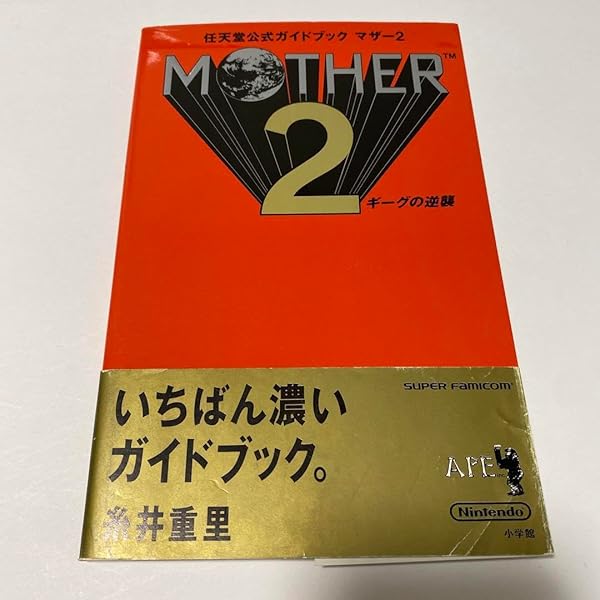 任天堂公式ガイドブック マザー2
MOTHER™
2
ギーグの逆襲
SUPER FAMICOM
いちばん濃い
ガイドブック。
APE
糸井重里
Nintendo
小学館